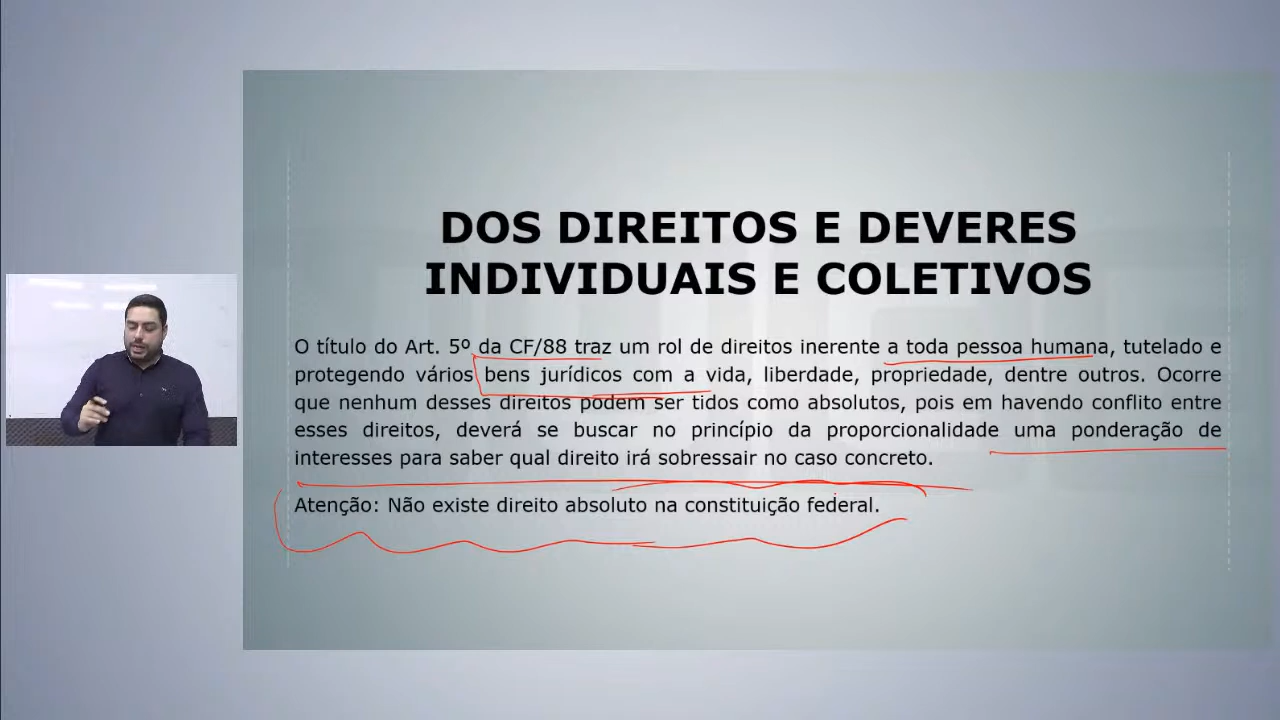 DOS DIREITOS E DEVERES
INDIVIDUAIS E COLETIVOS
O título do Art. 5º da CF/88 traz um rol de direitos inerente a toda pessoa humana, tutelado e
protegendo vários bens jurídicos com a vida, liberdade, propriedade, dentre outros. Ocorre
que nenhum desses direitos podem ser tidos como absolutos, pois em havendo conflito entre
esses direitos, deverá se buscar no princípio da proporcionalidade uma ponderação de
interesses para saber qual direito irá sobressair no caso concreto.
Atenção: Não existe direito absoluto na constituição federal.